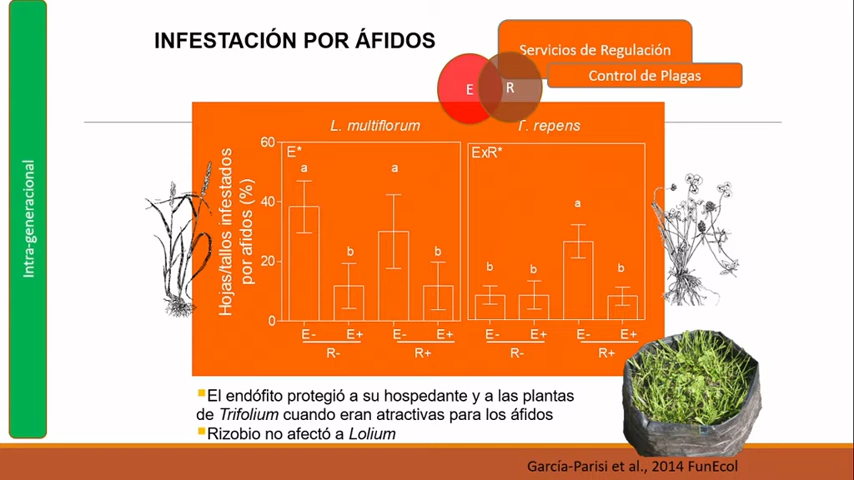 INFESTACIÓN POR ÁFIDOS
Servicios de Regulación
Control de Plagas
E
R
Intra-generacional
L. multiflorum
T. repens
Hojas/tallos infestados
por afidos (%)
60
40
20
0
E*
a
b
a
b
ExR*
b
b
a
b
E- E+ E- E+
R- R+
E- E+ E- E+
R- R+
El endófito protegió a su hospedante y a las plantas
de Trifolium cuando eran atractivas para los áfidos
Rizobio no afectó a Lolium
García-Parisi et al., 2014 FunEcol